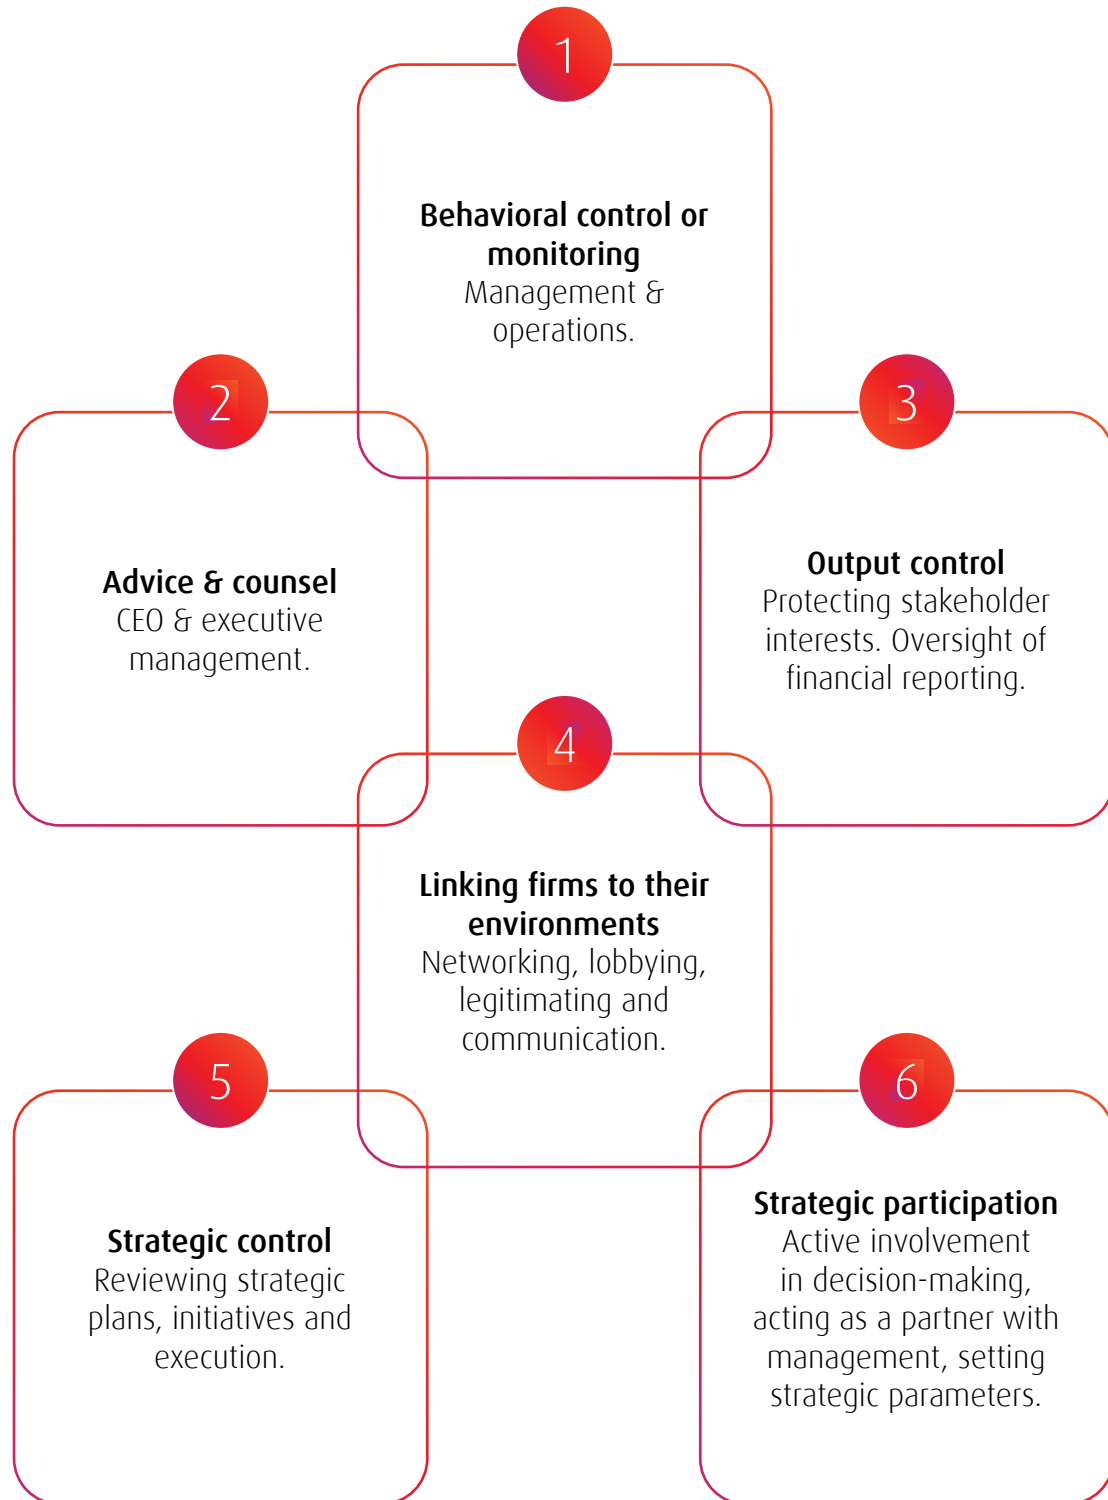 1
Behavioral control or
monitoring
Management &
operations.
2
Advice & counsel
CEO & executive
management.
3
Output control
Protecting stakeholder
interests. Oversight of
financial reporting.
4
Linking firms to their
environments
Networking, lobbying,
legitimating and
communication.
5
Strategic control
Reviewing strategic
plans, initiatives and
execution.
6
Strategic participation
Active involvement
in decision-making,
acting as a partner with
management, setting
strategic parameters.